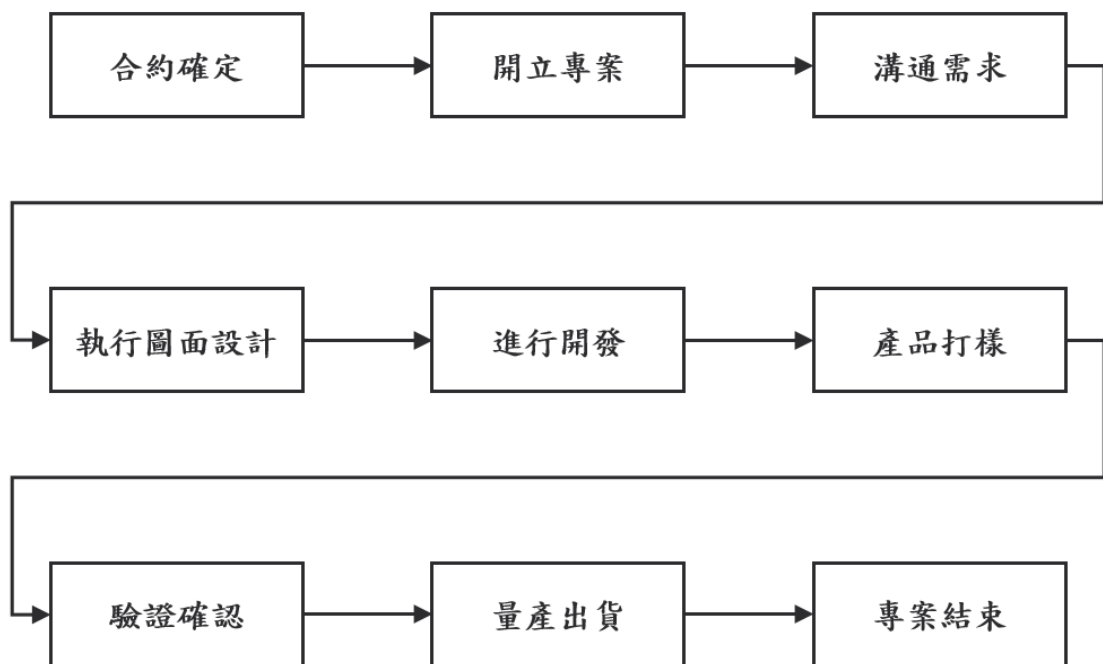 合約確定
開立專案
溝通需求
執行圖面設計
進行開發
產品打樣
驗證確認
量產出貨
專案結束